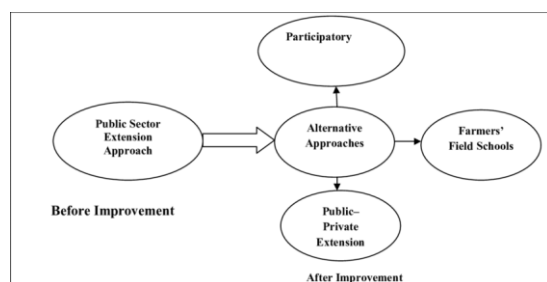 Participatory
Public Sector
Extension
Approach
Alternative
Approaches
Farmers’
Field Schools
Before Improvement
Public–
Private
Extension
After Improvement